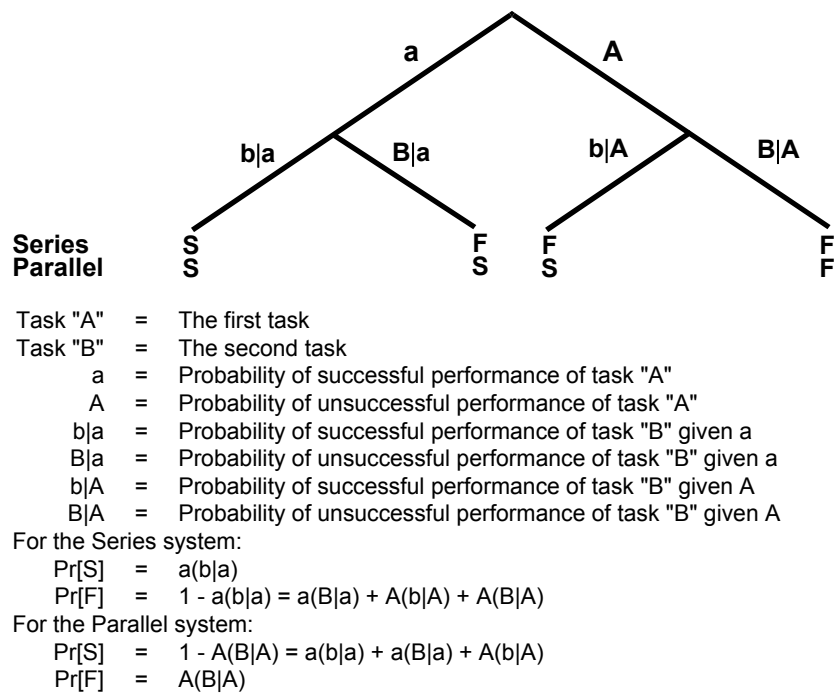 a A
b|a B|a b|A B|A
Series S F F F
Parallel S S S F
Task "A" = The first task
Task "B" = The second task
a = Probability of successful performance of task "A"
A = Probability of unsuccessful performance of task "A"
b|a = Probability of successful performance of task "B" given a
B|a = Probability of unsuccessful performance of task "B" given a
b|A = Probability of successful performance of task "B" given A
B|A = Probability of unsuccessful performance of task "B" given A
For the Series system:
Pr[S] = a(b|a)
Pr[F] = 1 - a(b|a) = a(B|a) + A(b|A) + A(B|A)
For the Parallel system:
Pr[S] = 1 - A(B|A) = a(b|a) + a(B|a) + A(b|A)
Pr[F] = A(B|A)